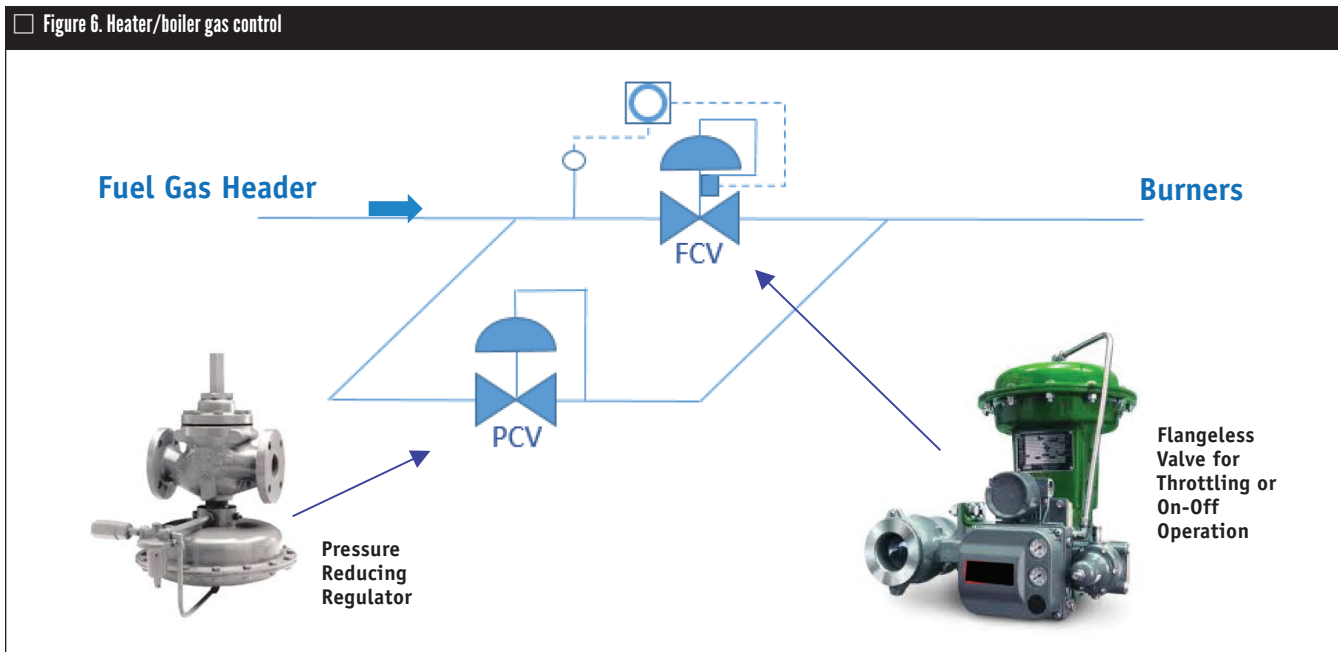 Figure 6. Heater/boiler gas control
Fuel Gas Header
Burners
FCV
PCV
Pressure
Reducing
Regulator
Flangeless
Valve for
Throttling or
On-Off
Operation